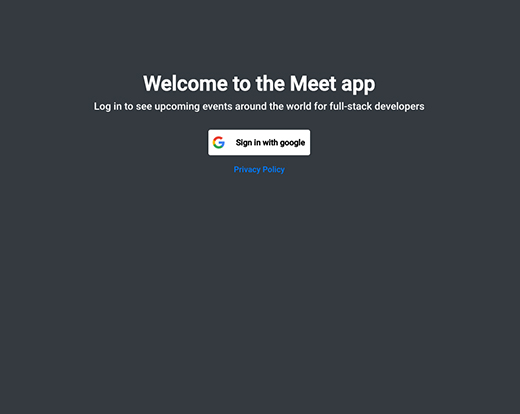 Welcome to the Meet app
Log in to see upcoming events around the world for full-stack developers
Sign in with google
Privacy Policy